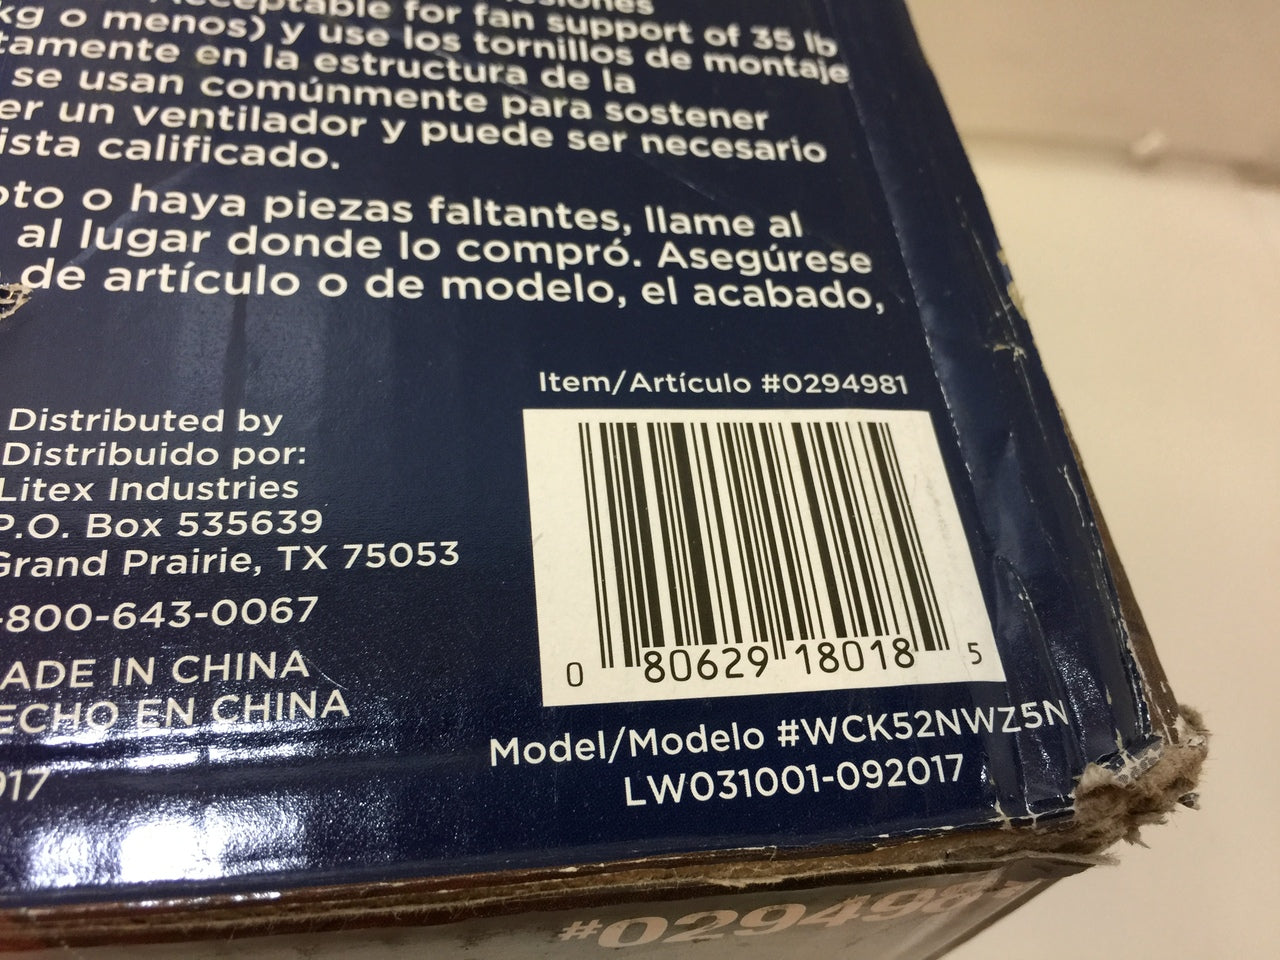 Acceptable for fan support of 35 lb
kg o menos) y use los tornillos de montaje
tamente en la estructura de la
se usan comúnmente para sostener
er un ventilador y puede ser necesario
ista calificado.
oto o haya piezas faltantes, llame al
al lugar donde lo compró. Asegúrese
de artículo o de modelo, el acabado,
Item/Artículo #0294981
Distributed by
Distribuido por:
Litex Industries
P.O. Box 535639
Grand Prairie, TX 75053
-800-643-0067
ADE IN CHINA
ECHO EN CHINA
017
0 80629 18018 5
Model/Modelo #WCK52NWZ5N
LW031001-092017
#0294981